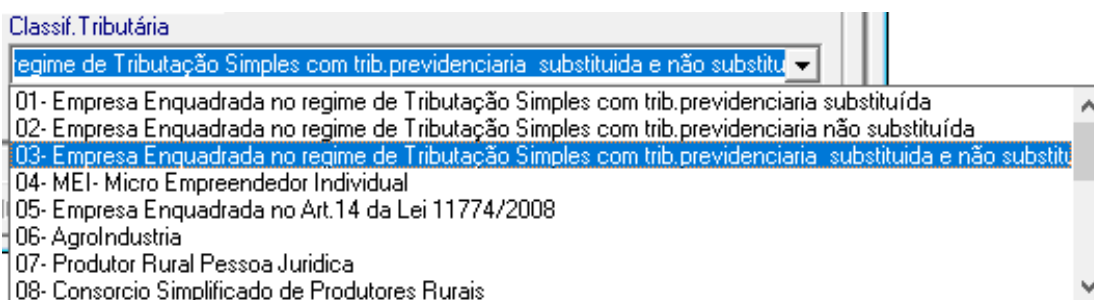 Classif.Tributária
regime de Tributação Simples com trib.previdenciaria  substituida e não substitu
01- Empresa Enquadrada no regime de Tributação Simples com trib.previdenciaria substituída
02- Empresa Enquadrada no regime de Tributação Simples com trib.previdenciaria não substituída
03- Empresa Enquadrada no regime de Tributação Simples com trib.previdenciaria  substituida e não substitu
04- MEI- Micro Empreendedor Individual
05- Empresa Enquadrada no Art.14 da Lei 11774/2008
06- AgroIndustria
07- Produtor Rural Pessoa Juridica
08- Consorcio Simplificado de Produtores Rurais